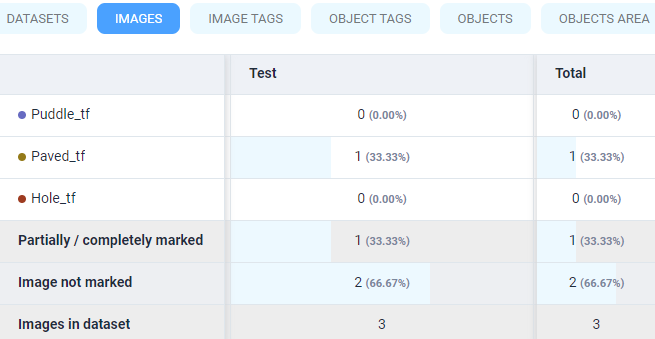 DATASETS IMAGES IMAGE TAGS OBJECT TAGS OBJECTS OBJECTS AREA
Test Total
Puddle_tf 0 (0.00%) 0 (0.00%)
Paved_tf 1 (33.33%) 1 (33.33%)
Hole_tf 0 (0.00%) 0 (0.00%)
Partially / completely marked 1 (33.33%) 1 (33.33%)
Image not marked 2 (66.67%) 2 (66.67%)
Images in dataset 3 3